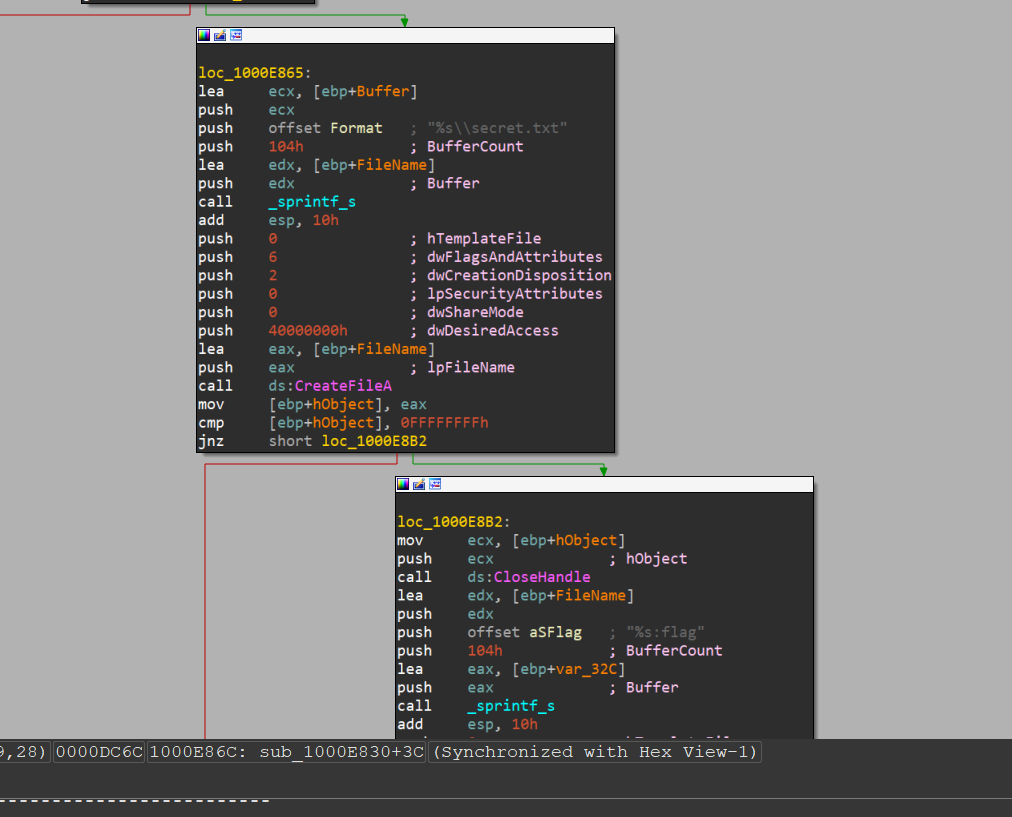 loc_1000E865:
lea ecx, [ebp+Buffer]
push ecx
push offset Format ; "%s\\secret.txt"
push 104h ; BufferCount
lea edx, [ebp+FileName]
push edx ; Buffer
call _sprintf_s
add esp, 10h
push 0 ; hTemplateFile
push 6 ; dwFlagsAndAttributes
push 2 ; dwCreationDisposition
push 0 ; lpSecurityAttributes
push 0 ; dwShareMode
push 40000000h ; dwDesiredAccess
lea eax, [ebp+FileName]
push eax ; lpFileName
call ds:CreateFileA
mov [ebp+hObject], eax
cmp [ebp+hObject], 0FFFFFFFFh
jnz short loc_1000E8B2
loc_1000E8B2:
mov ecx, [ebp+hObject]
push ecx ; hObject
call ds:CloseHandle
lea edx, [ebp+FileName]
push edx
push offset aSFlag ; "%s:flag"
push 104h ; BufferCount
lea eax, [ebp+var_32C]
push eax ; Buffer
call _sprintf_s
add esp, 10h
,28) 0000DC6C 1000E86C: sub_1000E830+3C (Synchronized with Hex View-1)